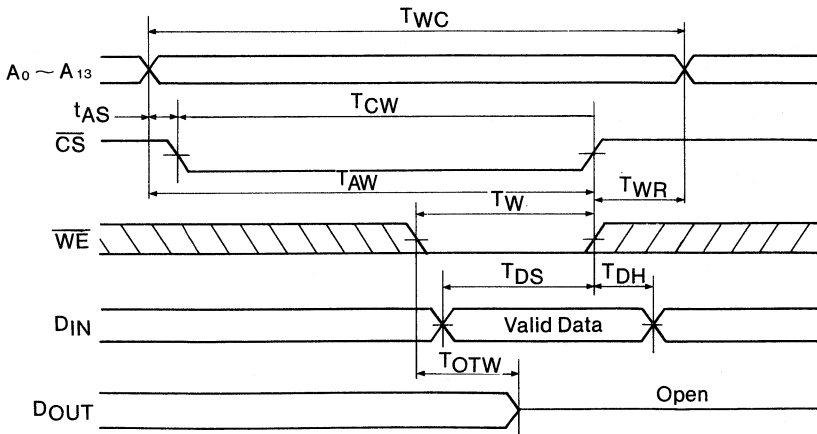 TWC
A0 ~ A13
tAS
TCW
CS
TAW
TWR
TW
WE
TDS
TDH
DIN
Valid Data
TOTW
DOUT
Open